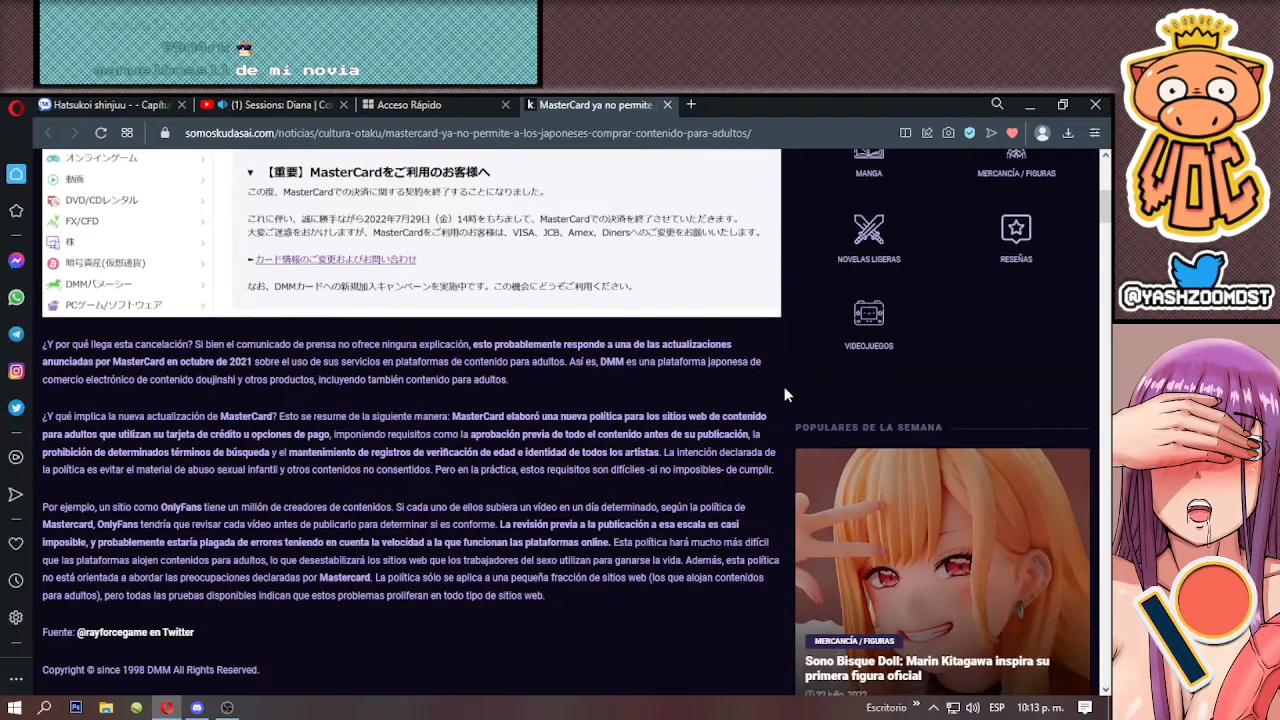 de mi novia
Hatsukoi shinjuu - - Capítu
(1) Sessions: Diana | Co
Acceso Rápido
MasterCard ya no permite
somoskudasai.com/noticias/cultura-otaku/mastercard-ya-no-permite-a-los-japoneses-comprar-contenido-para-adultos/
オンラインゲーム
動画
DVD/CDレンタル
FX/CFD
株
暗号資産(仮想通貨)
DMMバヌーシー
PCゲーム/ソフトウェア
▼ 【重要】MasterCardをご利用のお客様へ
この度、MasterCardでの決済に関する契約を終了することになりました。
これに伴い、誠に勝手ながら2022年7月29日（金）14時をもちまして、MasterCardでの決済を終了させていただきます。
大変ご迷惑をおかけしますが、MasterCardをご利用のお客様は、VISA、JCB、Amex、Dinersへのご変更をお願いいたします。
►カード情報のご変更およびお問い合わせ
なお、DMMカードへの新規加入キャンペーンを実施中です。この機会にどうぞご利用ください。
¿Y por qué llega esta cancelación? Si bien el comunicado de prensa no ofrece ninguna explicación, esto probablemente responde a una de las actualizaciones
anunciadas por MasterCard en octubre de 2021 sobre el uso de sus servicios en plataformas de contenido para adultos. Así es, DMM es una plataforma japonesa de
comercio electrónico de contenido doujinshi y otros productos, incluyendo también contenido para adultos.
¿Y qué implica la nueva actualización de MasterCard? Esto se resume de la siguiente manera: MasterCard elaboró una nueva política para los sitios web de contenido
para adultos que utilizan su tarjeta de crédito u opciones de pago, imponiendo requisitos como la aprobación previa de todo el contenido antes de su publicación, la
prohibición de determinados términos de búsqueda y el mantenimiento de registros de verificación de edad e identidad de todos los artistas. La intención declarada de
la política es evitar el material de abuso sexual infantil y otros contenidos no consentidos. Pero en la práctica, estos requisitos son difíciles -si no imposibles- de cumplir.
Por ejemplo, un sitio como OnlyFans tiene un millón de creadores de contenidos. Si cada uno de ellos subiera un vídeo en un día determinado, según la política de
Mastercard, OnlyFans tendría que revisar cada vídeo antes de publicarlo para determinar si es conforme. La revisión previa a la publicación a esa escala es casi
imposible, y probablemente estaría plagada de errores teniendo en cuenta la velocidad a la que funcionan las plataformas online. Esta política hará mucho más difícil
que las plataformas alojen contenidos para adultos, lo que desestabilizará los sitios web que los trabajadores del sexo utilizan para ganarse la vida. Además, esta política
no está orientada a abordar las preocupaciones declaradas por Mastercard. La política sólo se aplica a una pequeña fracción de sitios web (los que alojan contenidos
para adultos), pero todas las pruebas disponibles indican que estos problemas proliferan en todo tipo de sitios web.
Fuente: @rayforcegame en Twitter
Copyright © since 1998 DMM All Rights Reserved.
MANGA
MERCANCÍA / FIGURAS
NOVELAS LIGERAS
RESEÑAS
VIDEOJUEGOS
POPULARES DE LA SEMANA
MERCANCÍA / FIGURAS
Sono Bisque Doll: Marin Kitagawa inspira su
primera figura oficial
22 julio, 2022
@YASHZOOMDST
Escritorio
ESP
10:13 p. m.